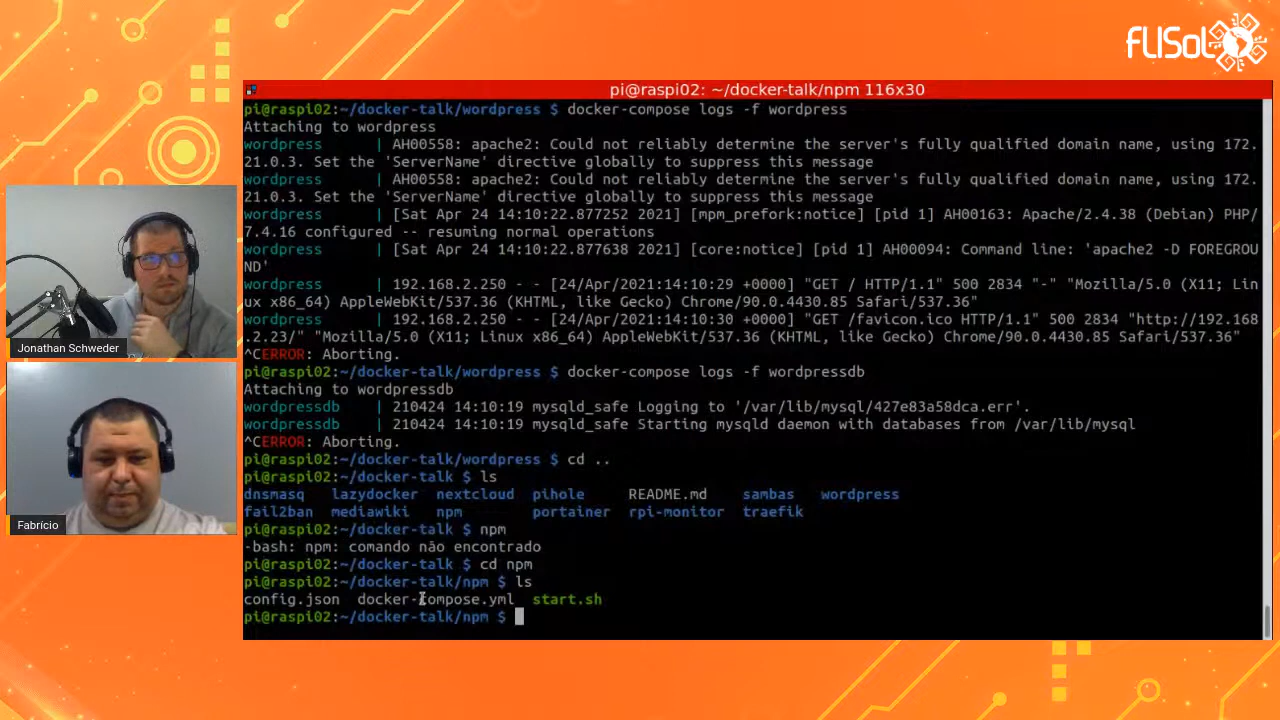 FLISoL
pi@raspi02: ~/docker-talk/npm 116x30
pi@raspi02:~/docker-talk/wordpress $ docker-compose logs -f wordpress
Attaching to wordpress
wordpress | AH00558: apache2: Could not reliably determine the server's fully qualified domain name, using 172.
21.0.3. Set the 'ServerName' directive globally to suppress this message
wordpress | AH00558: apache2: Could not reliably determine the server's fully qualified domain name, using 172.
21.0.3. Set the 'ServerName' directive globally to suppress this message
wordpress | [Sat Apr 24 14:10:22.877252 2021] [mpm_prefork:notice] [pid 1] AH00163: Apache/2.4.38 (Debian) PHP/
7.4.16 configured -- resuming normal operations
wordpress | [Sat Apr 24 14:10:22.877638 2021] [core:notice] [pid 1] AH00094: Command line: 'apache2 -D FOREGROU
ND'
wordpress | 192.168.2.250 - - [24/Apr/2021:14:10:29 +0000] "GET / HTTP/1.1" 500 2834 "-" "Mozilla/5.0 (X11; Lin
ux x86_64) AppleWebKit/537.36 (KHTML, like Gecko) Chrome/90.0.4430.85 Safari/537.36"
wordpress | 192.168.2.250 - - [24/Apr/2021:14:10:30 +0000] "GET /favicon.ico HTTP/1.1" 500 2834 "http://192.168
.2.23/" "Mozilla/5.0 (X11; Linux x86_64) AppleWebKit/537.36 (KHTML, like Gecko) Chrome/90.0.4430.85 Safari/537.36"
^CERROR: Aborting.
pi@raspi02:~/docker-talk/wordpress $ docker-compose logs -f wordpressdb
Attaching to wordpressdb
wordpressdb | 210424 14:10:19 mysqld_safe Logging to '/var/lib/mysql/427e83a58dca.err'.
wordpressdb | 210424 14:10:19 mysqld_safe Starting mysqld daemon with databases from /var/lib/mysql
^CERROR: Aborting.
pi@raspi02:~/docker-talk/wordpress $ cd ..
pi@raspi02:~/docker-talk $ ls
dnsmasq lazydocker nextcloud pihole README.md sambas wordpress
fail2ban mediawiki npm portainer rpi-monitor traefik
pi@raspi02:~/docker-talk $ npm
-bash: npm: comando não encontrado
pi@raspi02:~/docker-talk $ cd npm
pi@raspi02:~/docker-talk/npm $ ls
config.json docker-compose.yml start.sh
pi@raspi02:~/docker-talk/npm $
Jonathan Schweder
Fabrício